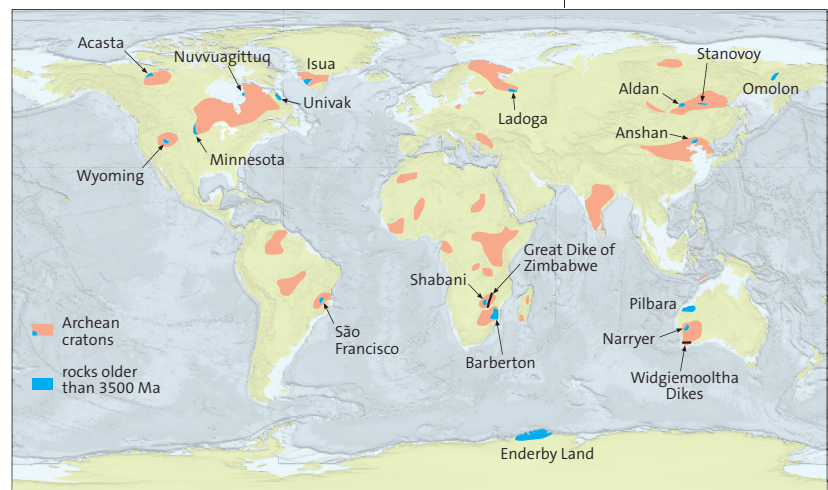 Acasta
Nuvvuagittuq
Isua
Univak
Minnesota
Wyoming
Ladoga
Stanovoy
Aldan
Omolon
Anshan
Great Dike of
Zimbabwe
Shabani
São
Francisco
Barberton
Pilbara
Narryer
Widgiemooltha
Dikes
Enderby Land
Archean
cratons
rocks older
than 3500 Ma